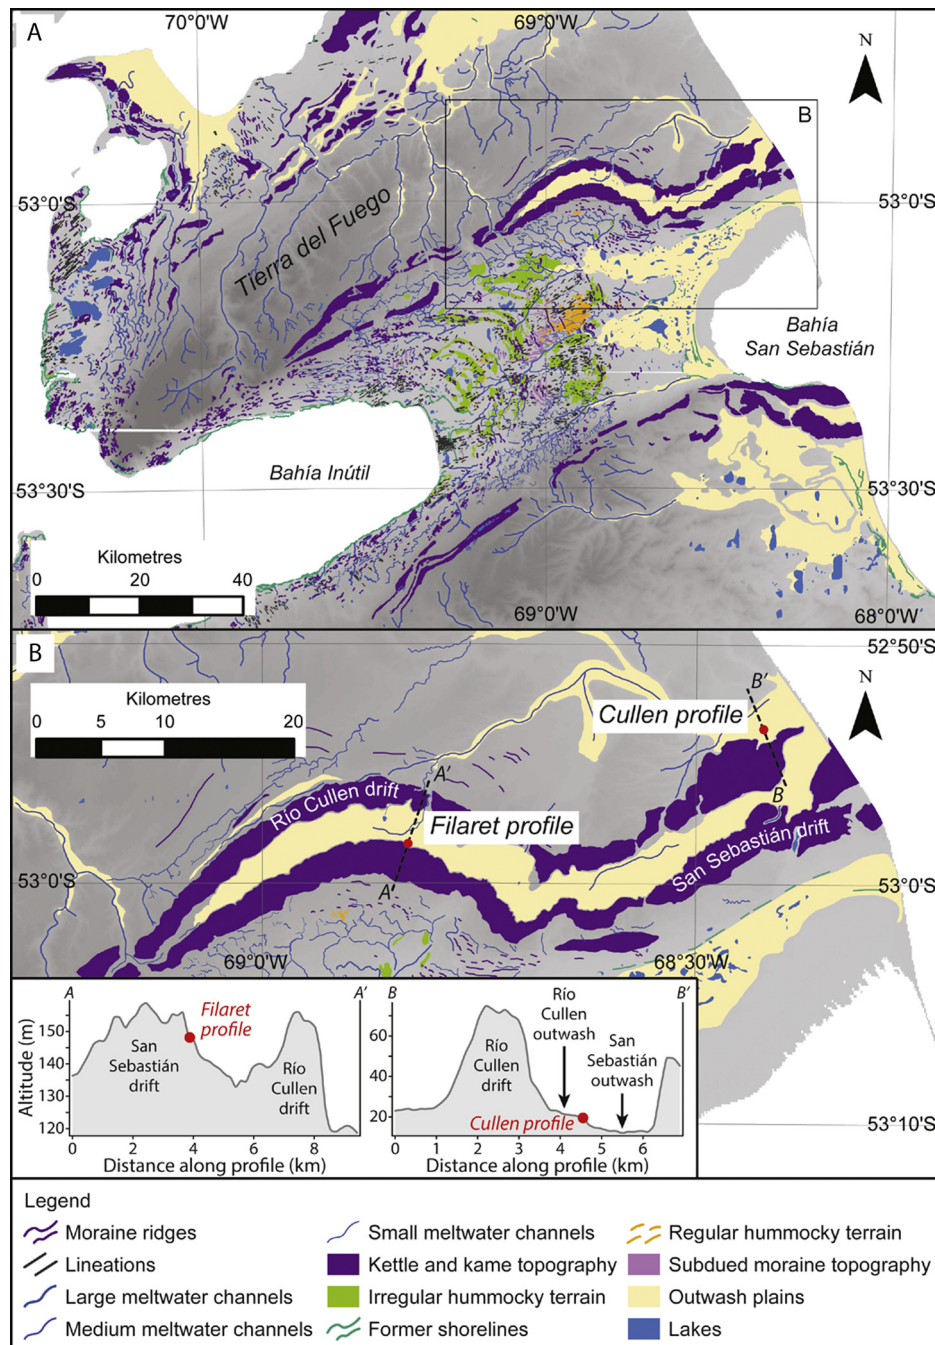 A
70°0'W
69°0'W
N
B
53°0'S
53°0'S
Tierra del Fuego
Bahía
San Sebastián
Bahía Inútil
53°30'S
53°30'S
Kilometres
0 20 40
69°0'W
68°0'W
B
52°50'S
Kilometres
0 5 10 20
N
B'
Cullen profile
A'
Río Cullen drift
Filaret profile
B
San Sebastián drift
53°0'S
A
53°0'S
69°0'W
68°30'W
A A' B B'
Filaret
profile
Río
Cullen
outwash
San
Sebastián
outwash
San
Sebastián
drift
Río
Cullen
drift
Río
Cullen
drift
Cullen profile
Altitude (m)
150
140
130
120
60
40
20
0 2 4 6 8
0 1 2 3 4 5 6
Distance along profile (km)
Distance along profile (km)
53°10'S
Legend
Moraine ridges
Small meltwater channels
Regular hummocky terrain
Lineations
Kettle and kame topography
Subdued moraine topography
Large meltwater channels
Irregular hummocky terrain
Outwash plains
Medium meltwater channels
Former shorelines
Lakes